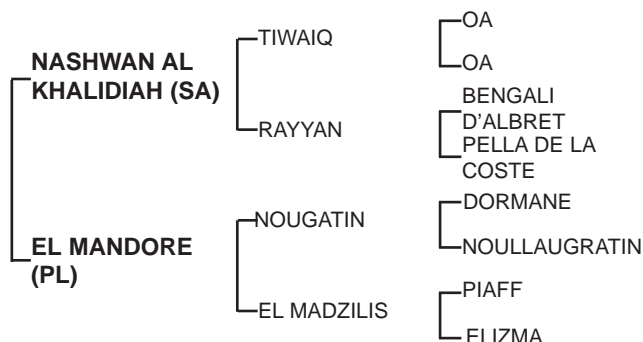 NASHWAN AL
KHALIDIAH (SA)
TIWAIQ
OA
OA
RAYYAN
BENGALI
D'ALBRET
PELLA DE LA
COSTE
EL MANDORE
(PL)
NOUGATIN
DORMANE
NOULLAUGRATIN
EL MADZILIS
PIAFF
ELIZMA